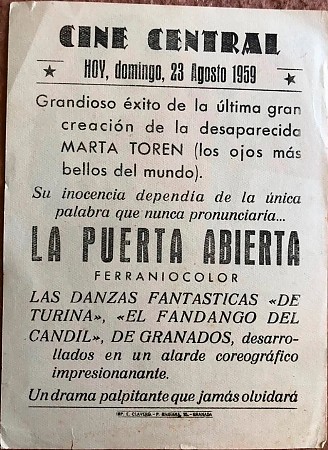 CINE CENTRAL
HOY, domingo, 23 Agosto 1959
Grandioso éxito de la última gran
creación de la desaparecida
MARTA TOREN (los ojos más
bellos del mundo).
Su inocencia dependía de la única
palabra que nunca pronunciaria...
LA PUERTA ABIERTA
FERRANIOCOLOR
LAS DANZAS FANTASTICAS «DE
TURINA», «EL FANDANGO DEL
CANDIL», DE GRANADOS, desarro-
llados en un alarde coreográfico
impresionanante.
Un drama palpitante que jamás olvidará